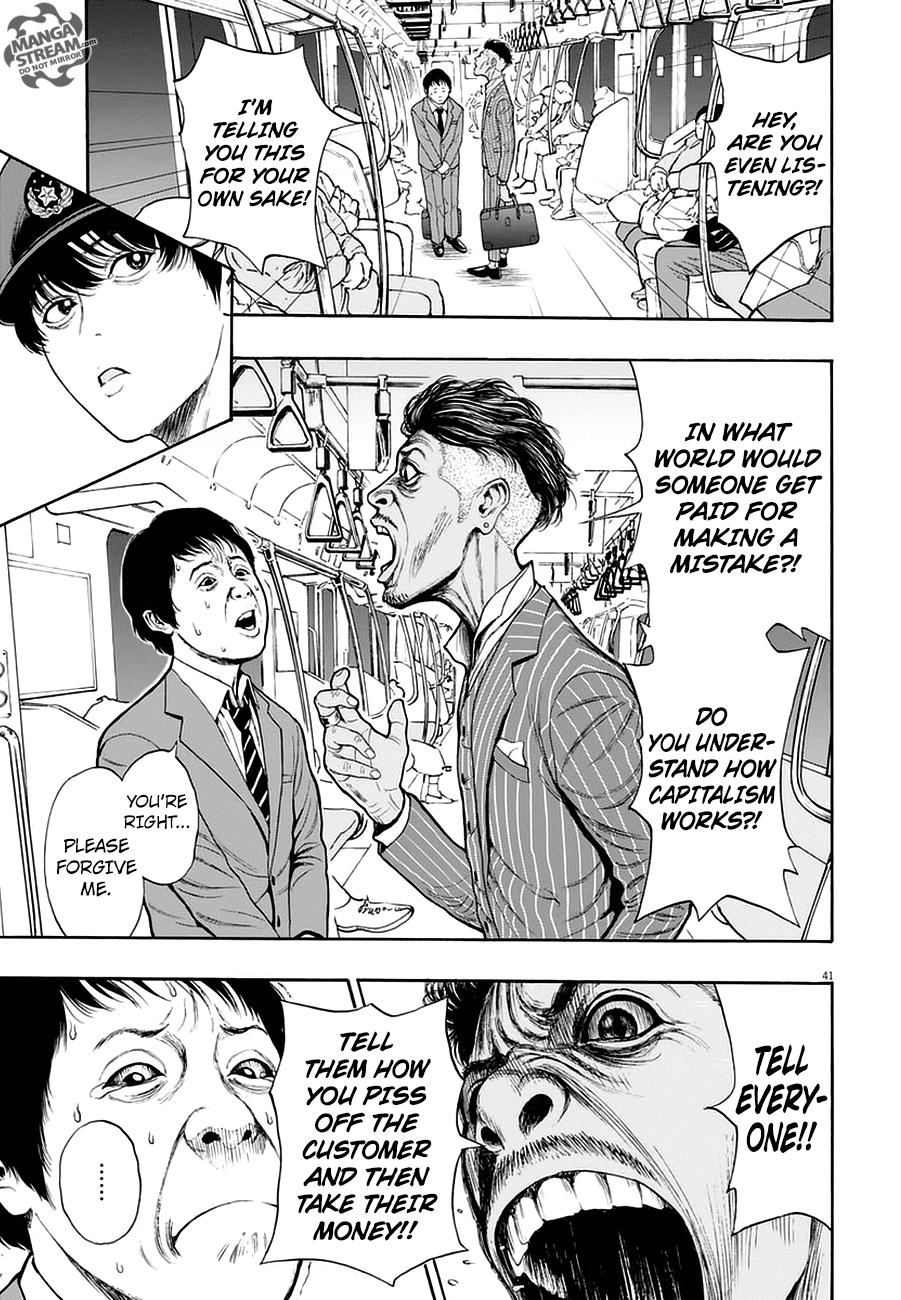 MANGA
STREAM.com
DO NOT MIRROR!
HEY,
ARE YOU
EVEN LIS-
TENING?!
I'M
TELLING
YOU THIS
FOR YOUR
OWN SAKE!
IN WHAT
WORLD WOULD
SOMEONE GET
PAID FOR
MAKING A
MISTAKE?!
DO
YOU UNDER-
STAND HOW
CAPITALISM
WORKS?!
YOU'RE
RIGHT...
PLEASE
FORGIVE
ME.
41
TELL
EVERY-
ONE!!
TELL
THEM HOW
YOU PISS
OFF THE
CUSTOMER
AND THEN
TAKE THEIR
MONEY!!
......